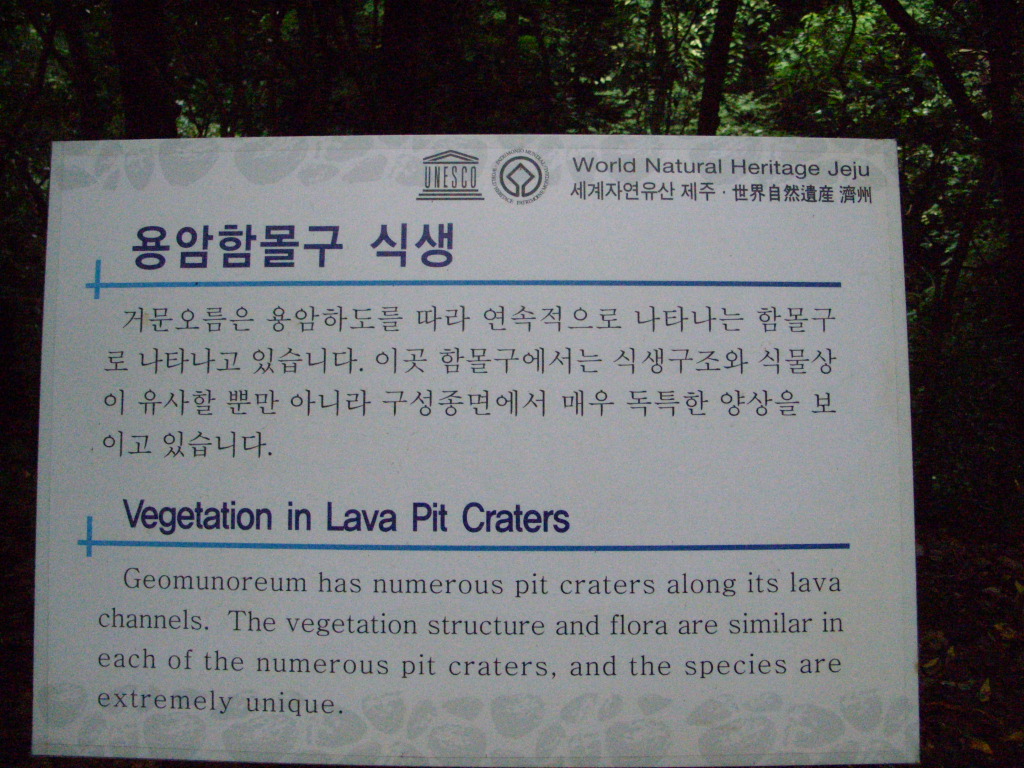 UNESCO
World Natural Heritage Jeju
세계자연유산 제주 · 世界自然遺産 濟州
용암함몰구 식생
거문오름은 용암하도를 따라 연속적으로 나타나는 함몰구
로 나타나고 있습니다. 이곳 함몰구에서는 식생구조와 식물상
이 유사할 뿐만 아니라 구성종면에서 매우 독특한 양상을 보
이고 있습니다.
Vegetation in Lava Pit Craters
Geomunoreum has numerous pit craters along its lava
channels. The vegetation structure and flora are similar in
each of the numerous pit craters, and the species are
extremely unique.